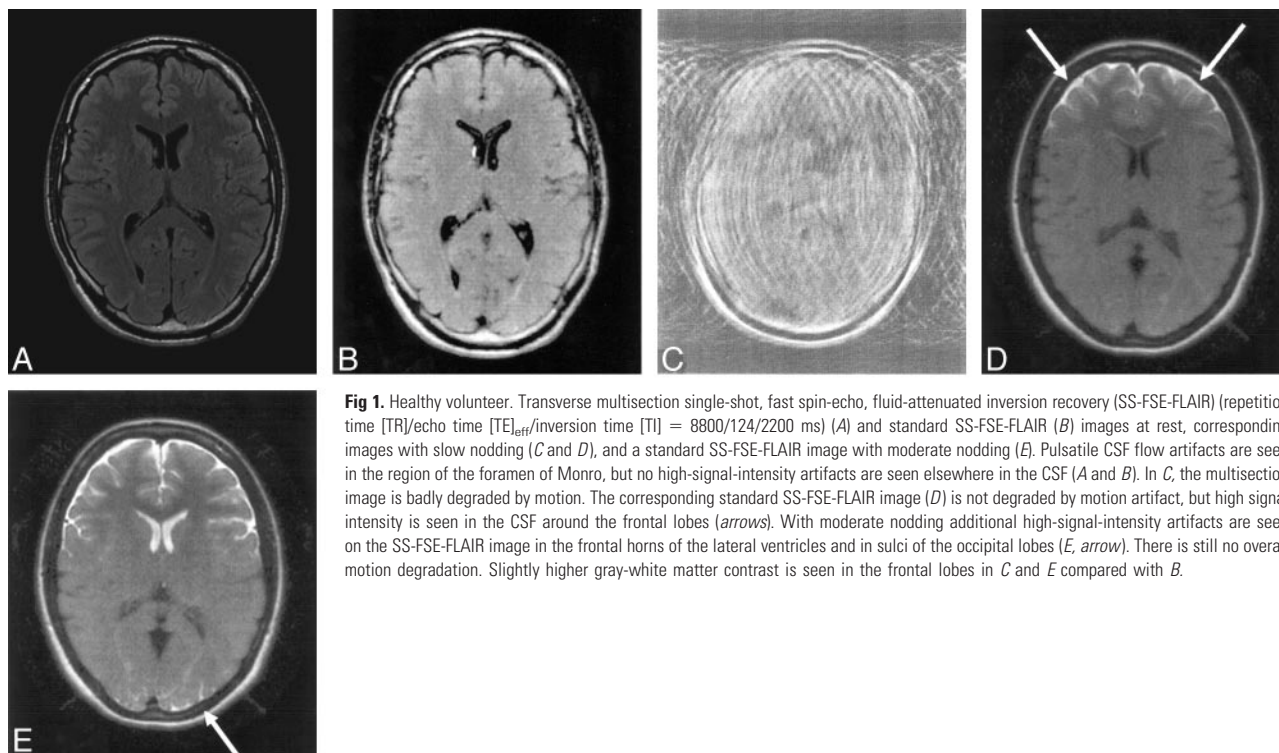 A
B
C
D
E
Fig 1. Healthy volunteer. Transverse multisection single-shot, fast spin-echo, fluid-attenuated inversion recovery (SS-FSE-FLAIR) (repetitio
time [TR]/echo time [TE]eff/inversion time [TI] = 8800/124/2200 ms) (A) and standard SS-FSE-FLAIR (B) images at rest, correspondin
images with slow nodding (C and D), and a standard SS-FSE-FLAIR image with moderate nodding (E). Pulsatile CSF flow artifacts are see
in the region of the foramen of Monro, but no high-signal-intensity artifacts are seen elsewhere in the CSF (A and B). In C, the multisectio
image is badly degraded by motion. The corresponding standard SS-FSE-FLAIR image (D) is not degraded by motion artifact, but high signa
intensity is seen in the CSF around the frontal lobes (arrows). With moderate nodding additional high-signal-intensity artifacts are see
on the SS-FSE-FLAIR image in the frontal horns of the lateral ventricles and in sulci of the occipital lobes (E, arrow). There is still no overa
motion degradation. Slightly higher gray-white matter contrast is seen in the frontal lobes in C and E compared with B.